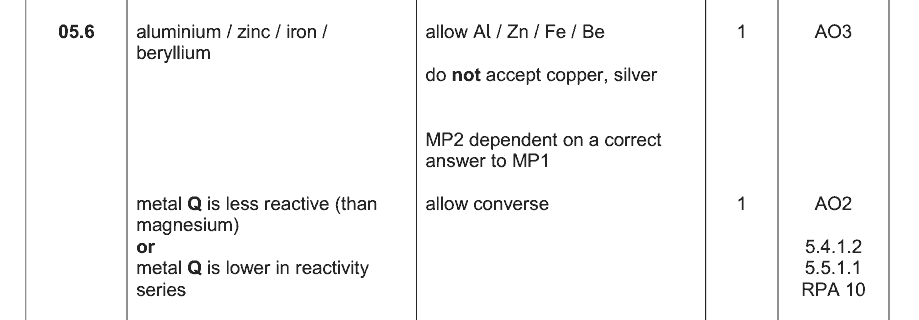 05.6
aluminium / zinc / iron /
beryllium
allow Al / Zn / Fe / Be
do not accept copper, silver
MP2 dependent on a correct
answer to MP1
1
AO3
metal Q is less reactive (than
magnesium)
or
metal Q is lower in reactivity
series
allow converse
1
AO2
5.4.1.2
5.5.1.1
RPA 10